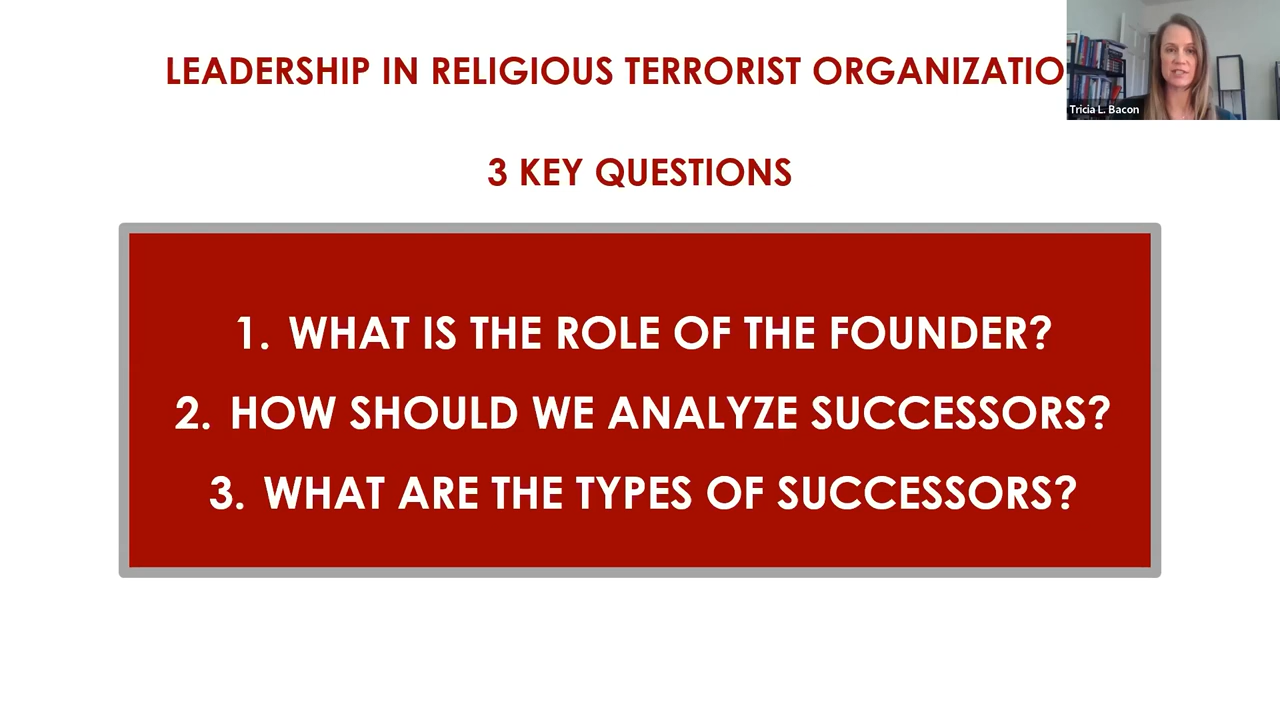 LEADERSHIP IN RELIGIOUS TERRORIST ORGANIZATIO
Tricia L. Bacon
3 KEY QUESTIONS
1. WHAT IS THE ROLE OF THE FOUNDER?
2. HOW SHOULD WE ANALYZE SUCCESSORS?
3. WHAT ARE THE TYPES OF SUCCESSORS?